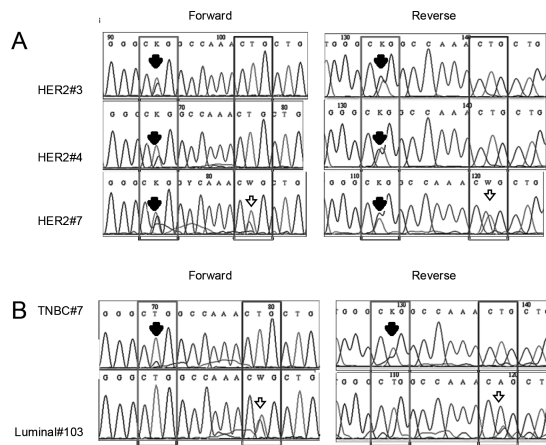 Forward Reverse
A
90 100 130 140
G G G C K G G C C A A A C T G C T G T G G G C K G G C C A A A C T G C T G
HER2#3
70 80 130 140
G G G C K G G C C A A A C T G C T G G G G C K G G C C A A A C T G C T G
HER2#4
80 110 120
G G G C K G G Y C A A A C W G C T G G G G C K G G C C A A A C W G C T G
HER2#7
Forward Reverse
B
TNBC#7
70 80 130 140
G G G C T G G C C A A A C T G C T G G G G C K G G C C A A A C T G C T G
110 120
G G G C T G G C C A A A C W G C T G G G G C T G G C C A A A C A G C T
Luminal#103